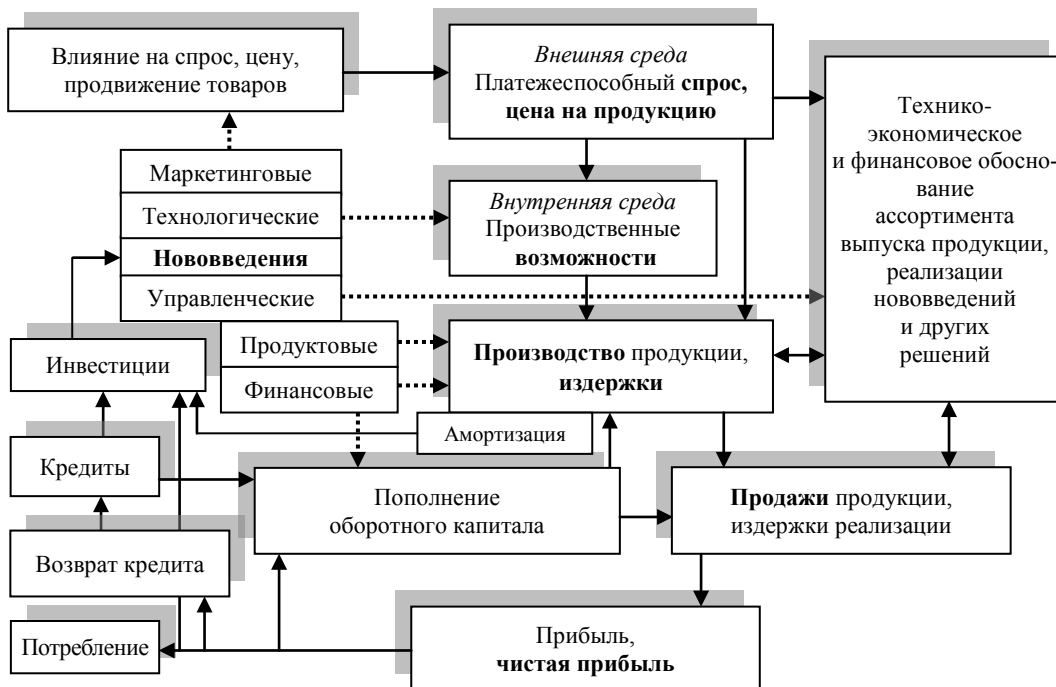 Влияние на спрос, цену,
продвижение товаров
Внешняя среда
Платежеспособный спрос,
цена на продукцию
Технико-
экономическое
и финансовое обосно-
вание
ассортимента
выпуска продукции,
реализации
нововведений
и других
решений
Маркетинговые
Технологические
Нововведения
Управленческие
Продуктовые
Финансовые
Внутренняя среда
Производственные
возможности
Инвестиции
Производство продукции,
издержки
Амортизация
Кредиты
Пополнение
оборотного капитала
Продажи продукции,
издержки реализации
Возврат кредита
Потребление
Прибыль,
чистая прибыль